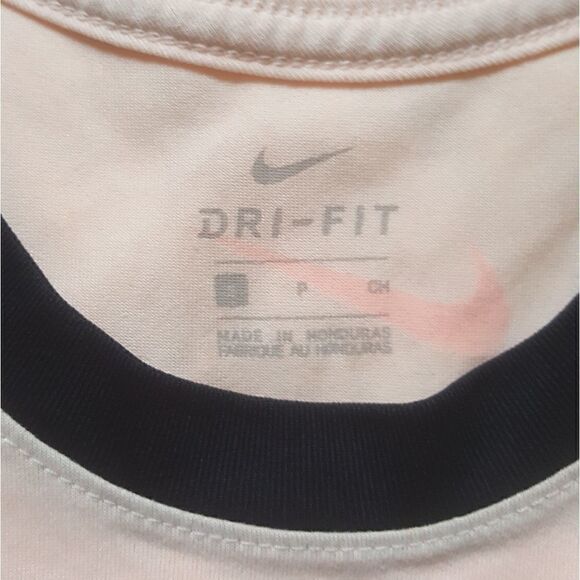 DRI-FIT
P CH
MADE IN HONDURAS
FABRIQUÉ AU HONDURAS